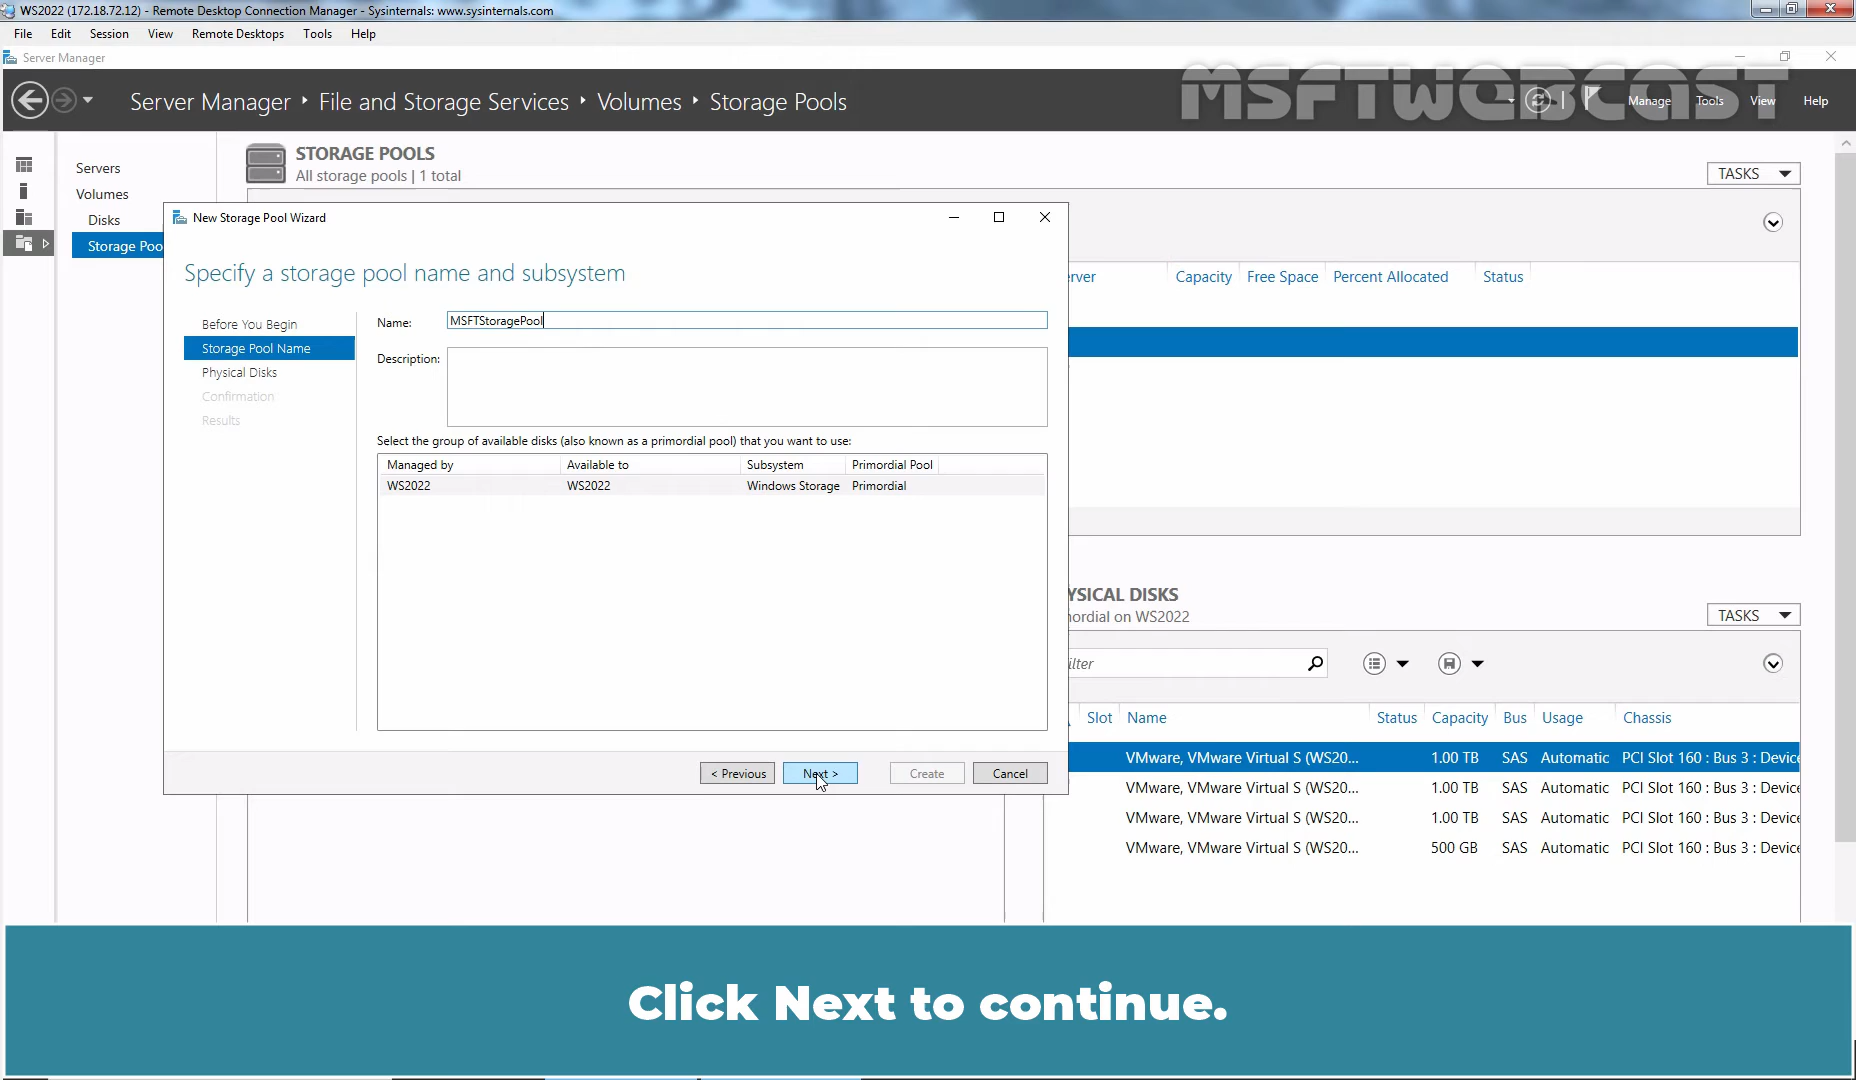 WS2022 (172.18.72.12) - Remote Desktop Connection Manager - Sysinternals: www.sysinternals.com
File Edit Session View Remote Desktops Tools Help
Server Manager
Server Manager File and Storage Services Volumes Storage Pools
MSFTWEBCAST
Manage Tools View Help
Servers
Volumes
Disks
Storage Poo
STORAGE POOLS
All storage pools | 1 total
TASKS
erver Capacity Free Space Percent Allocated Status
New Storage Pool Wizard
Specify a storage pool name and subsystem
Before You Begin
Storage Pool Name
Physical Disks
Confirmation
Results
Name: MSFTStoragePool
Description:
Select the group of available disks (also known as a primordial pool) that you want to use:
Managed by Available to Subsystem Primordial Pool
WS2022 WS2022 Windows Storage Primordial
< Previous Next > Create Cancel
YSICAL DISKS
mordial on WS2022
TASKS
ilter
Slot Name Status Capacity Bus Usage Chassis
VMware, VMware Virtual S (WS20... 1.00 TB SAS Automatic PCI Slot 160 : Bus 3 : Device
VMware, VMware Virtual S (WS20... 1.00 TB SAS Automatic PCI Slot 160 : Bus 3 : Device
VMware, VMware Virtual S (WS20... 1.00 TB SAS Automatic PCI Slot 160 : Bus 3 : Device
VMware, VMware Virtual S (WS20... 500 GB SAS Automatic PCI Slot 160 : Bus 3 : Device
Click Next to continue.